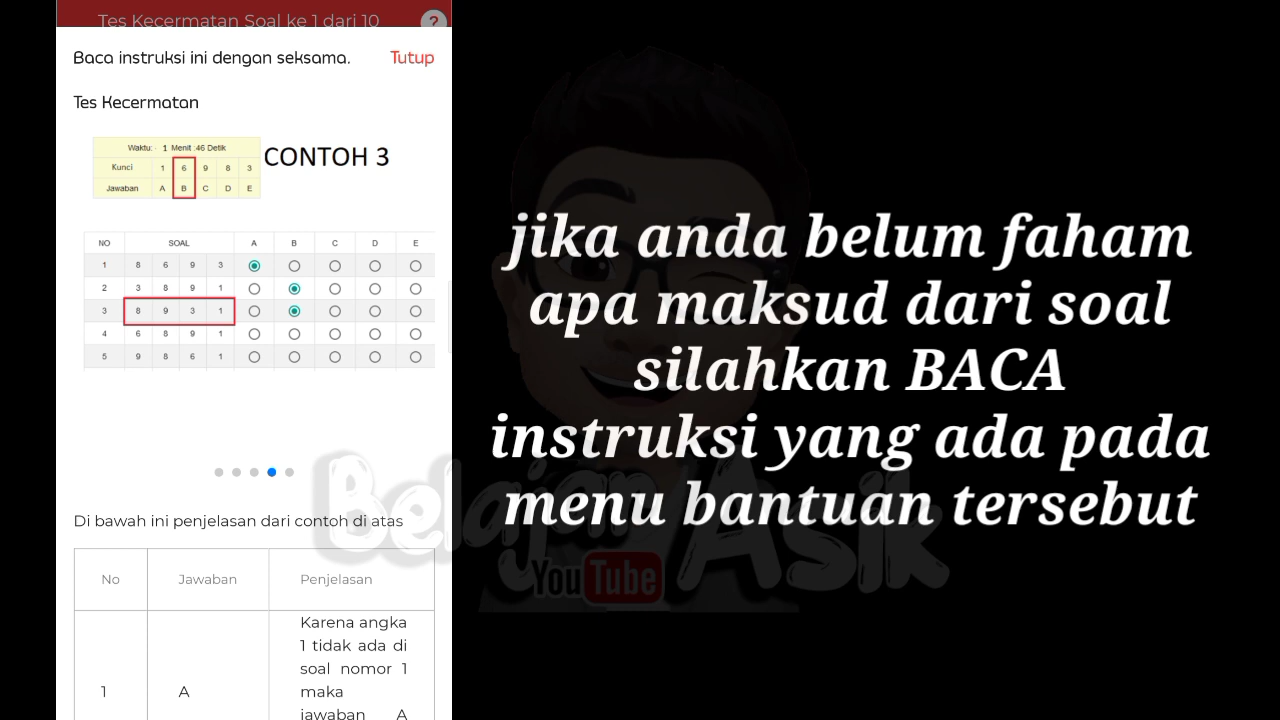 Tes Kecermatan Soal ke 1 dari 10 ?
Baca instruksi ini dengan seksama. Tutup
Tes Kecermatan
Waktu: - 1 Menit :46 Detik
Kunci 1 6 9 8 3
Jawaban A B C D E
CONTOH 3
NO SOAL A B C D E
1 8 6 9 3
2 3 8 9 1
3 8 9 3 1
4 6 8 9 1
5 9 8 6 1
Di bawah ini penjelasan dari contoh di atas
No Jawaban Penjelasan
1 A
Karena angka
1 tidak ada di
soal nomor 1
maka
jawaban A
jika anda belum faham
apa maksud dari soal
silahkan BACA
instruksi yang ada pada
menu bantuan tersebut
Belajar Asik
YouTube